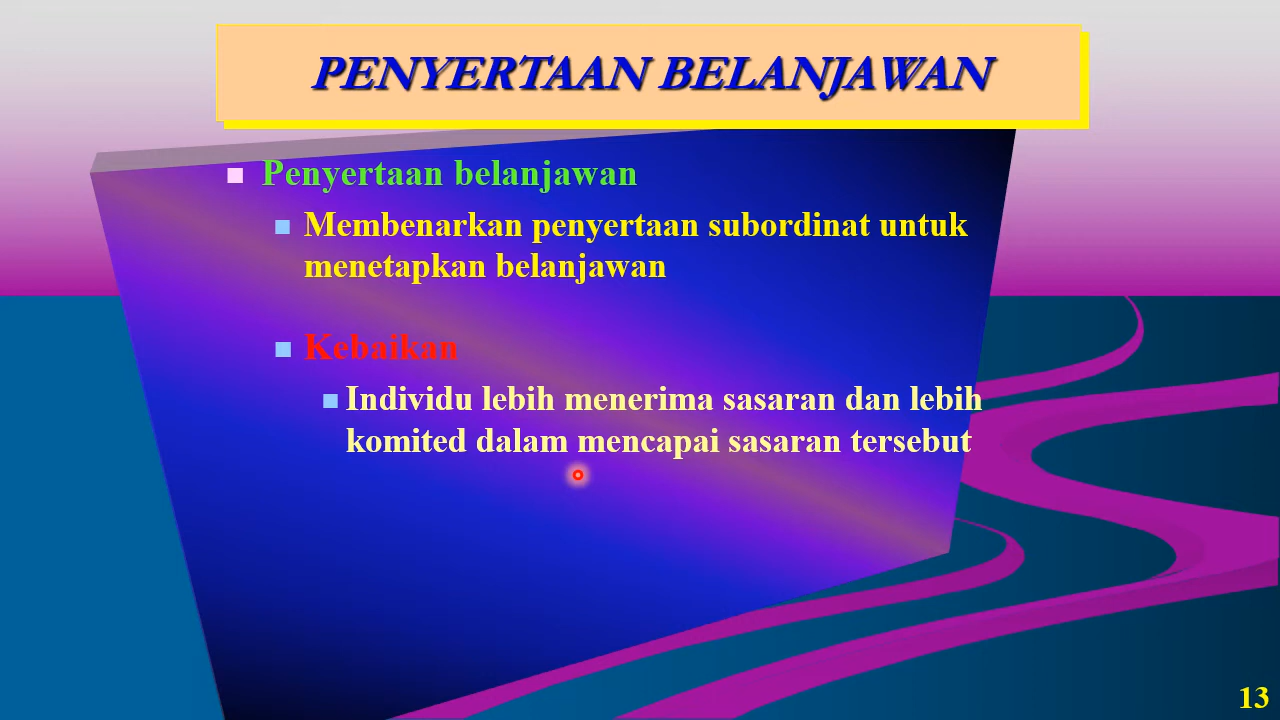 PENYERTAAN BELANJAWAN
Penyertaan belanjawan
Membenarkan penyertaan subordinat untuk
menetapkan belanjawan
Kebaikan
Individu lebih menerima sasaran dan lebih
komited dalam mencapai sasaran tersebut
13